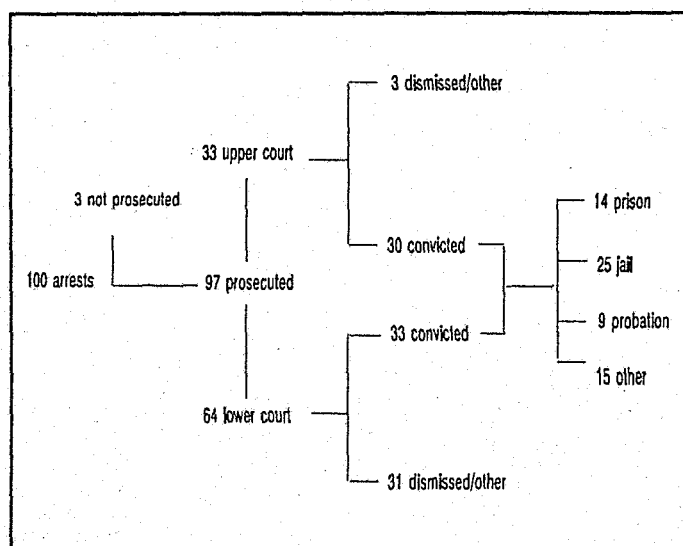 3 dismissed/other
33 upper court
3 not prosecuted
14 prison
30 convicted
25 jail
100 arrests
97 prosecuted
9 probation
33 convicted
15 other
64 lower court
31 dismissed/other